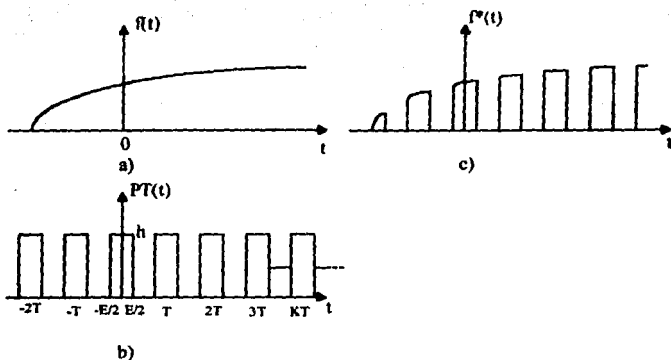 f(t)
0
t
a)
f*(t)
t
c)
PT(t)
h
-2T -T -E/2 E/2 T 2T 3T KT t
b)